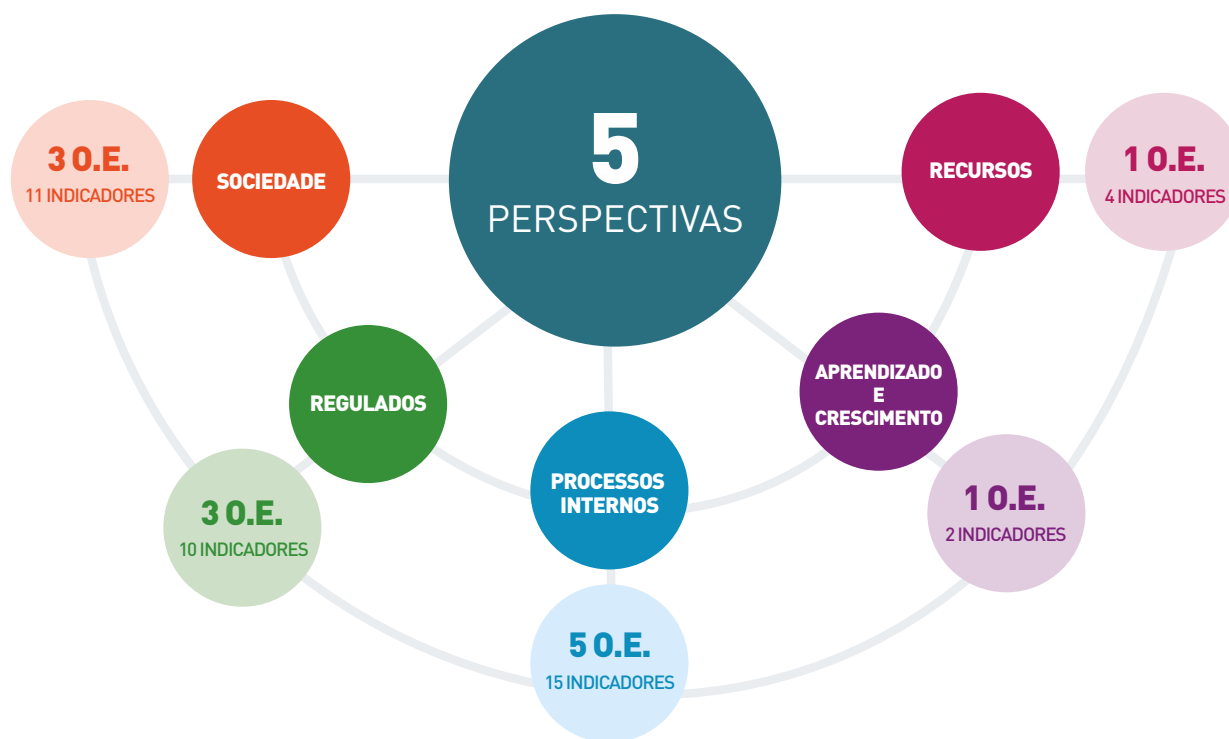 5
PERSPECTIVAS
3 O.E.
11 INDICADORES
SOCIEDADE
RECURSOS
1 O.E.
4 INDICADORES
REGULADOS
APRENDIZADO
E
CRESCIMENTO
PROCESSOS
INTERNOS
3 O.E.
10 INDICADORES
1 O.E.
2 INDICADORES
5 O.E.
15 INDICADORES